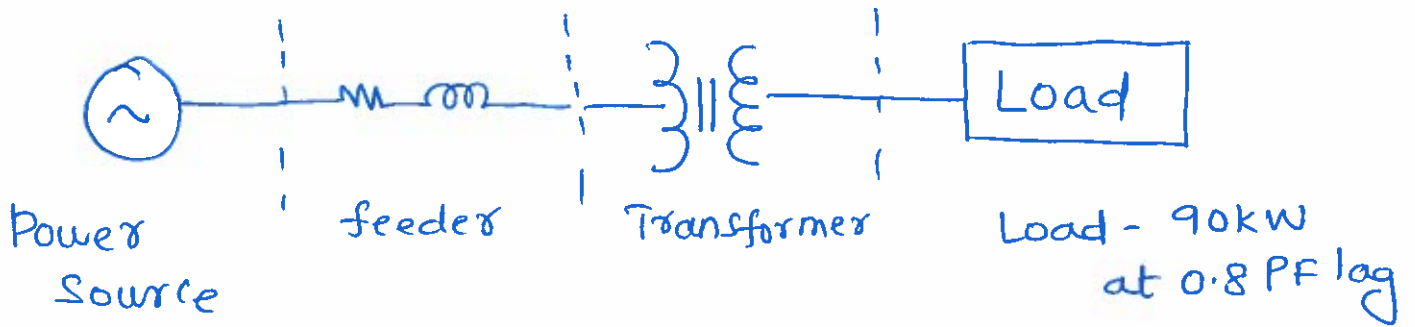 Load
Power
Source
feeder
Transformer
Load - 90kW
at 0.8 PF lag